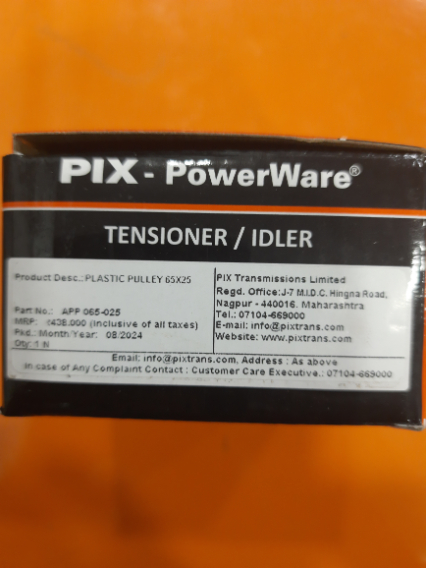 PIX - PowerWare®
TENSIONER / IDLER
Product Desc.: PLASTIC PULLEY 65X25
Part No.: APP 065-025
MRP: (Inclusive of all taxes)
Pkd.: Month/Year: 08/2024
Qty: 1 N
PIX Transmissions Limited
Regd. Office: J-7 M.I.D.C. Hingna Road,
Nagpur - 440016. Maharashtra
Tel.: 07104-669000
E-mail: info@pixtrans.com
Website: www.pixtrans.com
Email: info@pixtrans.com, Address : As above
In case of Any Complaint Contact : Customer Care Executive.: 07104-669000